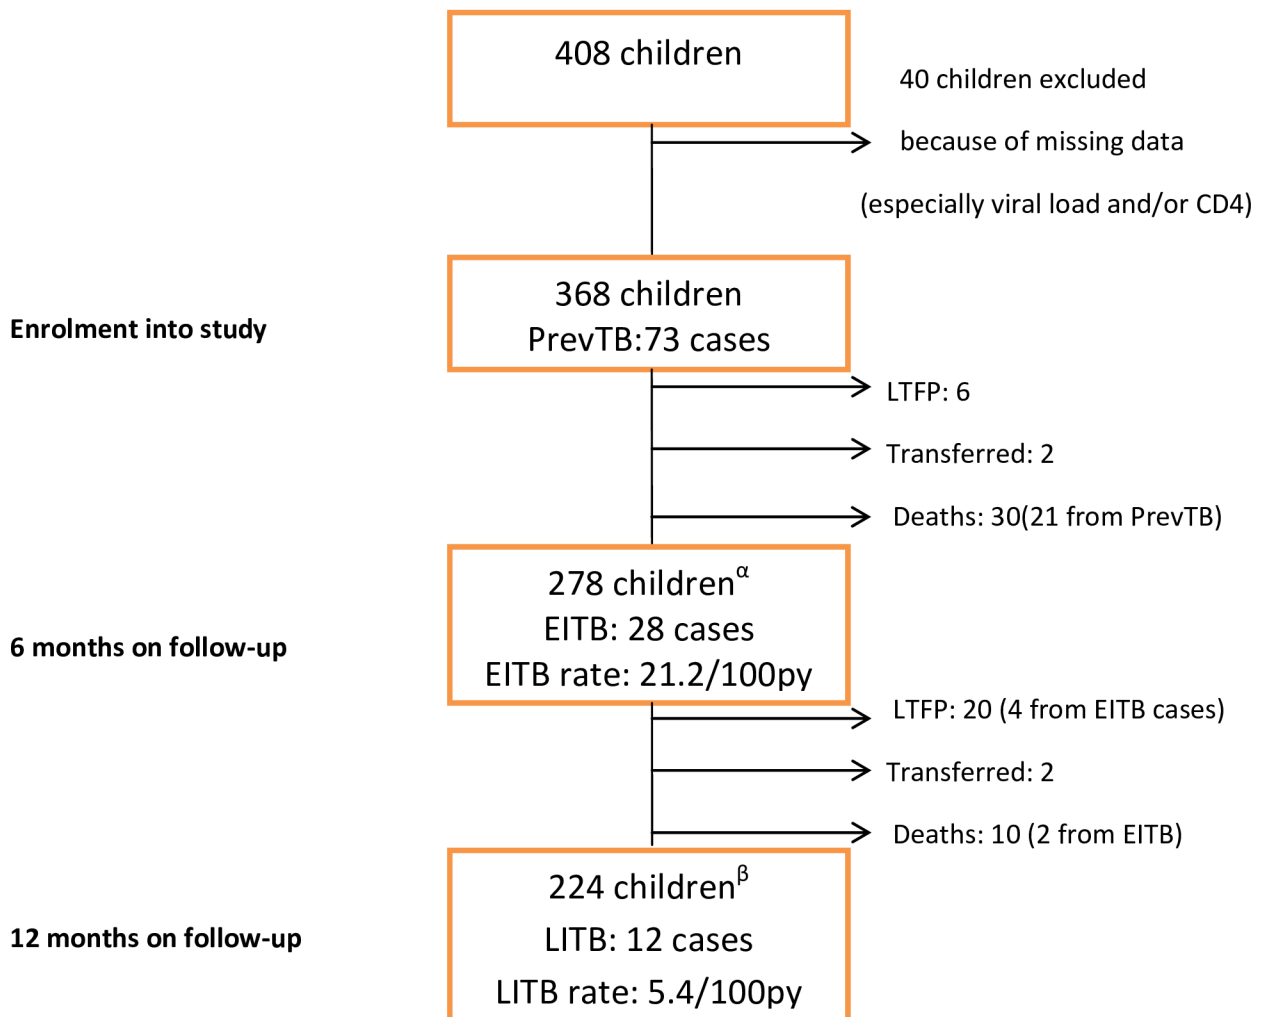 408 children
40 children excluded
because of missing data
(especially viral load and/or CD4)
Enrolment into study
368 children
PrevTB:73 cases
LTFP: 6
Transferred: 2
Deaths: 30(21 from PrevTB)
6 months on follow-up
278 childrenα
EITB: 28 cases
EITB rate: 21.2/100py
LTFP: 20 (4 from EITB cases)
Transferred: 2
Deaths: 10 (2 from EITB)
12 months on follow-up
224 childrenβ
LITB: 12 cases
LITB rate: 5.4/100py